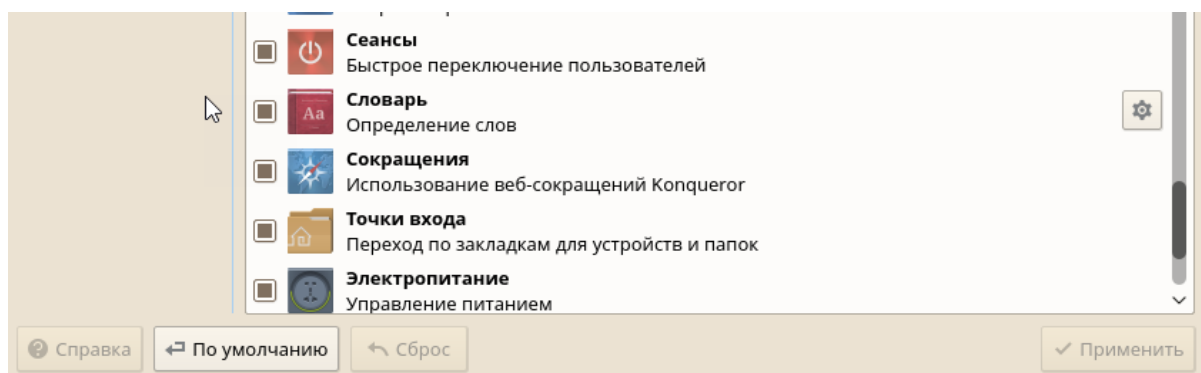 Сеансы
Быстрое переключение пользователей
Словарь
Aa
Определение слов
Сокращения
Использование веб-сокращений Konqueror
Точки входа
Переход по закладкам для устройств и папок
Электропитание
Управление питанием
Справка
По умолчанию
Сброс
Применить